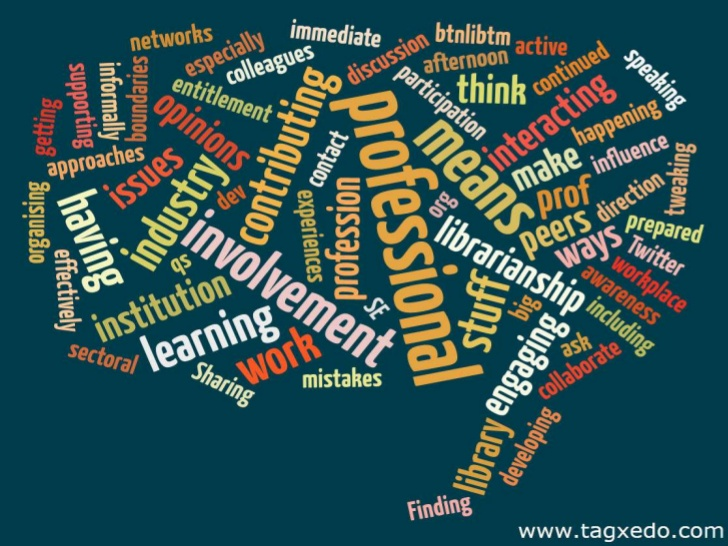 networks
especially
colleagues
immediate
discussion
btnlibtm
active
afternoon
participation
think
continued
speaking
supporting
informally
boundaries
getting
entitlement
opinions
contributing
professional
means
interacting
happening
approaches
issues
contact
make
influence
tweaking
organising
having
industry
dev
experiences
profession
org
prof
peers
direction
prepared
effectively
involvement
qs
librarianship
ways
Twitter
workplace
awareness
institution
SE
stuff
big
including
sectoral
learning
work
engaging
ask
collaborate
Sharing
mistakes
library
developing
Finding
www.tagxedo.com